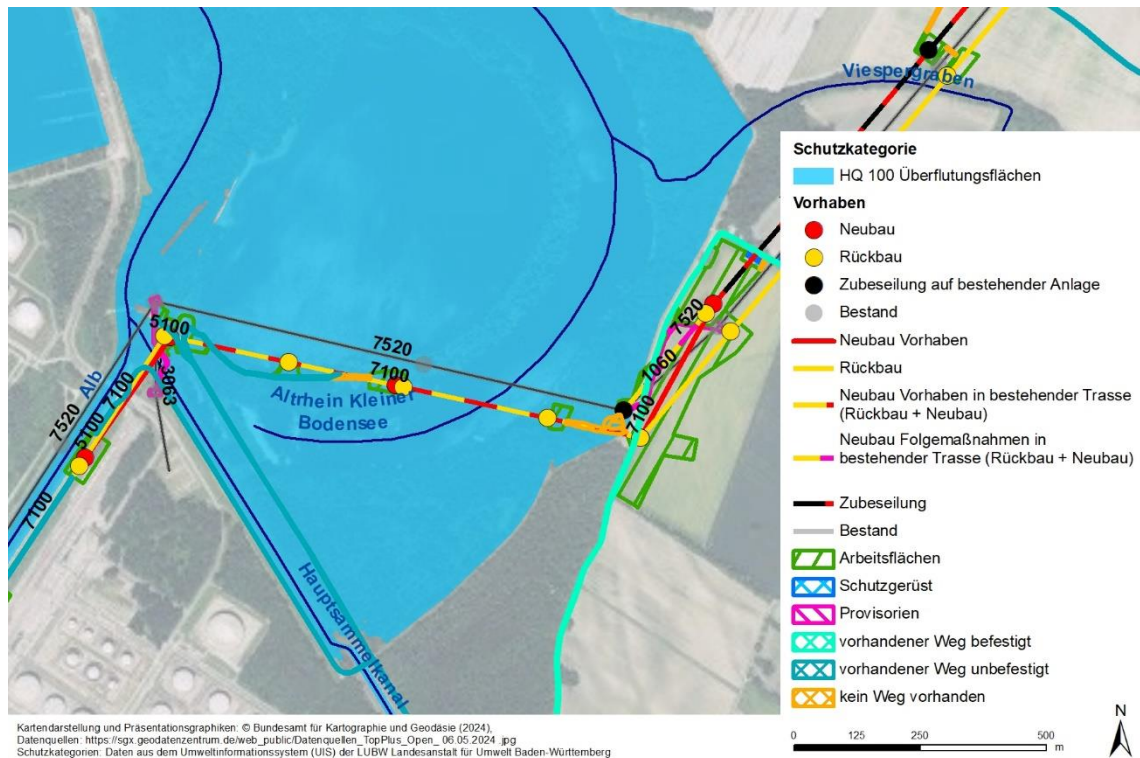 Viespergraben
5100
7520
7100
Altrhein Kleiner
Bodensee
3063
Alb
7520
7100
5100
7100
7520
1060
7100
Hauptsammelkanal
Schutzkategorie
HQ 100 Überflutungsflächen
Vorhaben
Neubau
Rückbau
Zubeseilung auf bestehender Anlage
Bestand
Neubau Vorhaben
Rückbau
Neubau Vorhaben in bestehender Trasse
(Rückbau + Neubau)
Neubau Folgemaßnahmen in
bestehender Trasse (Rückbau + Neubau)
Zubeseilung
Bestand
Arbeitsflächen
Schutzgerüst
Provisorien
vorhandener Weg befestigt
vorhandener Weg unbefestigt
kein Weg vorhanden
N
0 125 250 500
m
Kartendarstellung und Präsentationsgraphiken: © Bundesamt für Kartographie und Geodäsie (2024),
Datenquellen: https://sgx.geodatenzentrum.de/web_public/Datenquellen_TopPlus_Open_ 06.05.2024 .jpg
Schutzkategorien: Daten aus dem Umweltinformationssystem (UIS) der LUBW Landesanstalt für Umwelt Baden-Württemberg